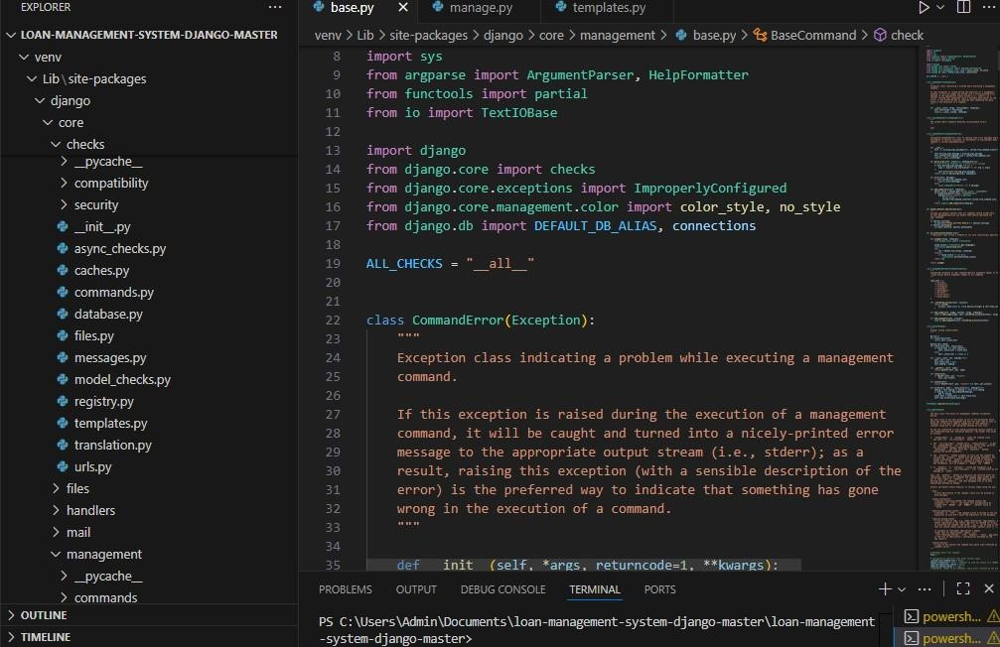 EXPLORER
LOAN-MANAGEMENT-SYSTEM-DJANGO-MASTER
venv
Lib \ site-packages
django
core
checks
__pycache__
compatibility
security
__init__.py
async_checks.py
caches.py
commands.py
database.py
files.py
messages.py
model_checks.py
registry.py
templates.py
translation.py
urls.py
files
handlers
mail
management
__pycache__
commands
OUTLINE
TIMELINE
base.py
manage.py
templates.py
venv > Lib > site-packages > django > core > management > base.py > BaseCommand > check
8 import sys
9 from argparse import ArgumentParser, HelpFormatter
10 from functools import partial
11 from io import TextIOBase
12
13 import django
14 from django.core import checks
15 from django.core.exceptions import ImproperlyConfigured
16 from django.core.management.color import color_style, no_style
17 from django.db import DEFAULT_DB_ALIAS, connections
18
19 ALL_CHECKS = "__all__"
20
21
22 class CommandError(Exception):
23 """
24 Exception class indicating a problem while executing a management
25 command.
26
27 If this exception is raised during the execution of a management
28 command, it will be caught and turned into a nicely-printed error
29 message to the appropriate output stream (i.e., stderr); as a
30 result, raising this exception (with a sensible description of the
31 error) is the preferred way to indicate that something has gone
32 wrong in the execution of a command.
33 """
34
35 def __init__(self, *args, returncode=1, **kwargs):
PROBLEMS OUTPUT DEBUG CONSOLE TERMINAL PORTS
PS C:\Users\Admin\Documents\loan-management-system-django-master\loan-management
-system-django-master>
powersh...
powersh...